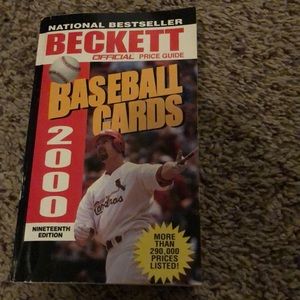 NATIONAL BESTSELLER
BECKETT
OFFICIAL PRICE GUIDE
BASEBALL
CARDS
2000
NINETEENTH
EDITION
Cardinals
MORE
THAN
290,000
PRICES
LISTED!